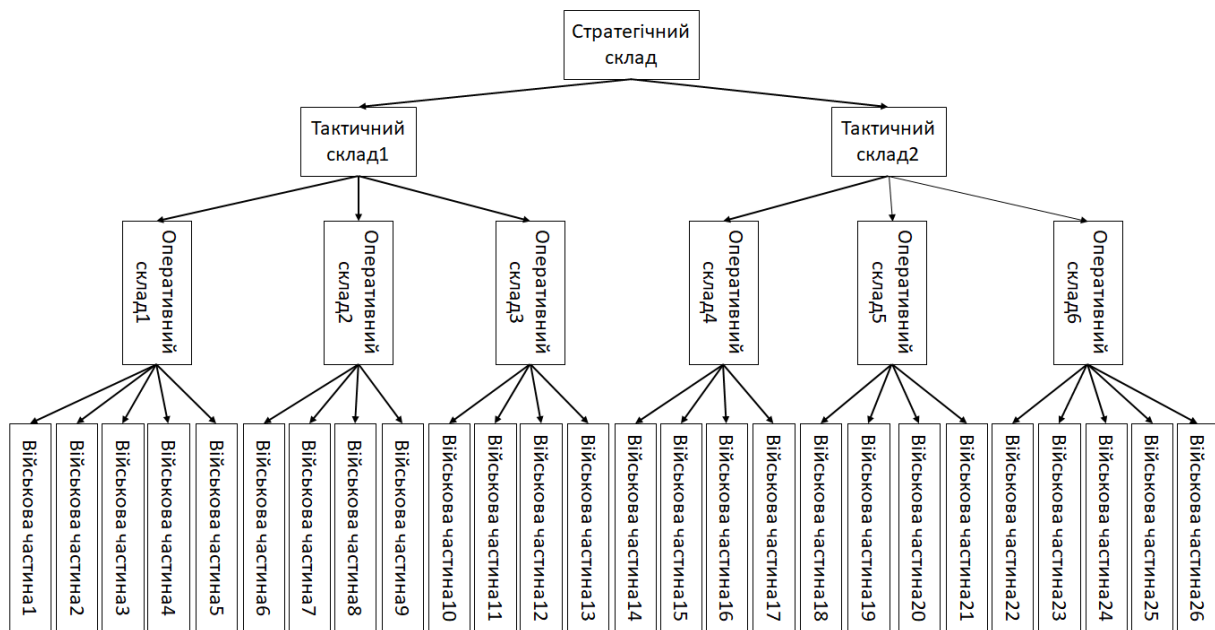 Стратегічний
склад
Тактичний
склад1
Тактичний
склад2
Оперативний
склад1
Оперативний
склад2
Оперативний
склад3
Оперативний
склад4
Оперативний
склад5
Оперативний
склад6
Військова частина1
Військова частина2
Військова частина3
Військова частина4
Військова частина5
Військова частина6
Військова частина7
Військова частина8
Військова частина9
Військова частина10
Військова частина11
Військова частина12
Військова частина13
Військова частина14
Військова частина15
Військова частина16
Військова частина17
Військова частина18
Військова частина19
Військова частина20
Військова частина21
Військова частина22
Військова частина23
Військова частина24
Військова частина25
Військова частина26